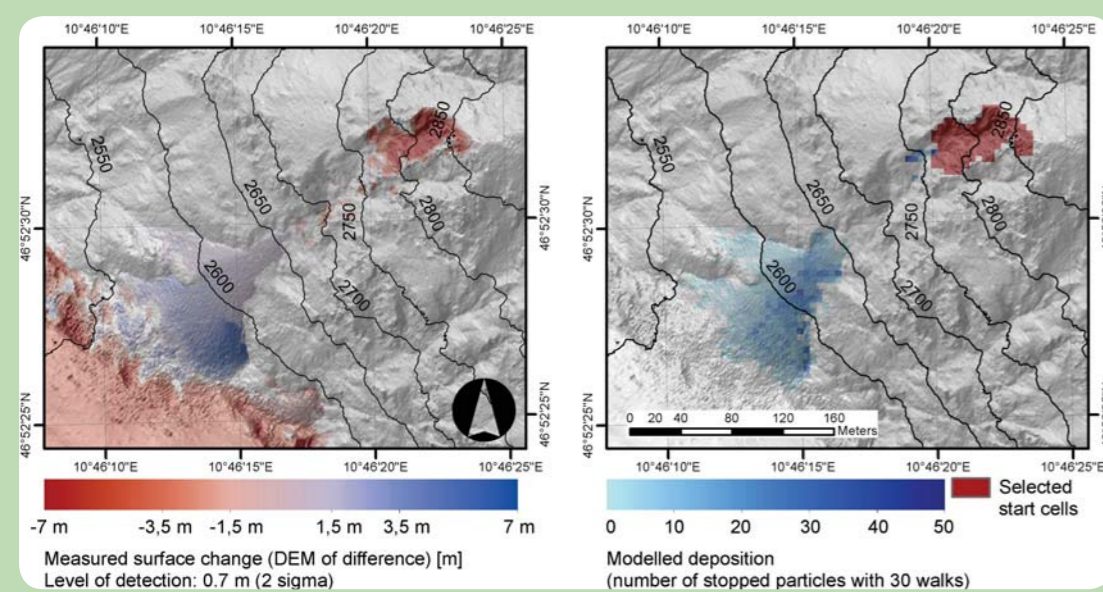 10°46'10"E 10°46'15"E 10°46'20"E 10°46'25"E
10°46'10"E 10°46'15"E 10°46'20"E 10°46'25"E
46°52'30"N
46°52'25"N
2550
2600
2650
2700
2750
2800
2850
46°52'30"N
46°52'25"N
2550
2600
2650
2700
2750
2800
2850
0 20 40 80 120 160
Meters
10°46'10"E 10°46'15"E 10°46'20"E 10°46'25"E
10°46'10"E 10°46'15"E 10°46'20"E 10°46'25"E
-7 m -3,5 m -1,5 m 1,5 m 3,5 m 7 m
Measured surface change (DEM of difference) [m]
Level of detection: 0.7 m (2 sigma)
0 10 20 30 40 50
Selected
start cells
Modelled deposition
(number of stopped particles with 30 walks)